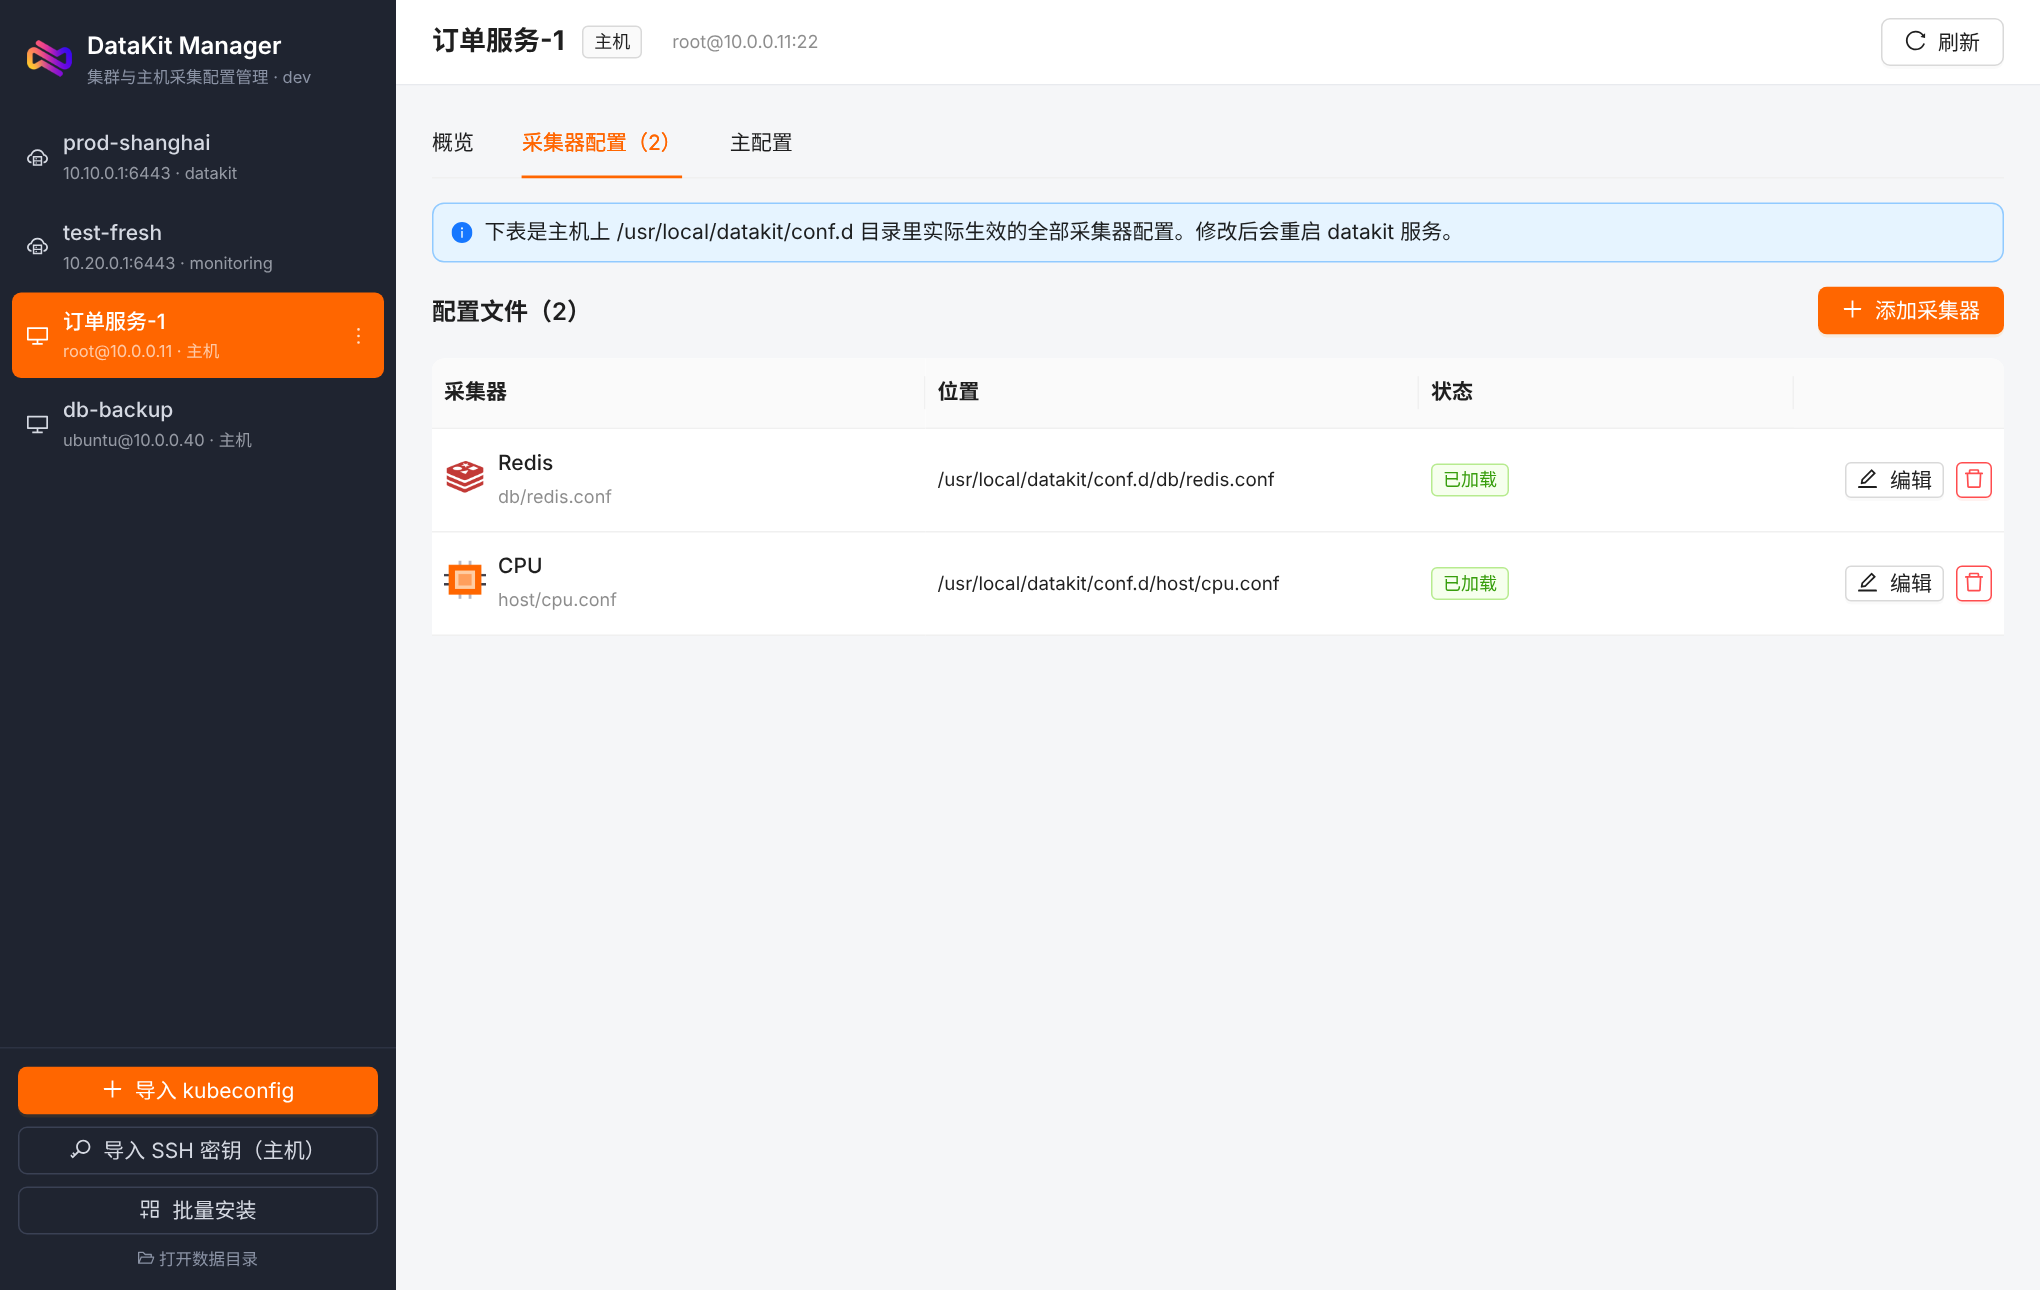 DataKit Manager
集群与主机采集配置管理 · dev
prod-shanghai
10.10.0.1:6443 · datakit
test-fresh
10.20.0.1:6443 · monitoring
订单服务-1
root@10.0.0.11 · 主机
db-backup
ubuntu@10.0.0.40 · 主机
导入 kubeconfig
导入 SSH 密钥（主机）
批量安装
打开数据目录
订单服务-1 主机 root@10.0.0.11:22 刷新
概览 采集器配置（2） 主配置
下表是主机上 /usr/local/datakit/conf.d 目录里实际生效的全部采集器配置。修改后会重启 datakit 服务。
配置文件（2） 添加采集器
采集器 位置 状态
Redis
db/redis.conf
/usr/local/datakit/conf.d/db/redis.conf 已加载 编辑
CPU
host/cpu.conf
/usr/local/datakit/conf.d/host/cpu.conf 已加载 编辑